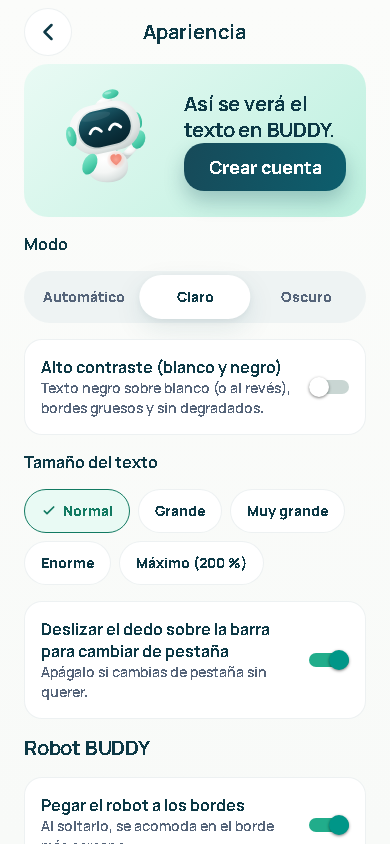 Apariencia
Así se verá el
texto en BUDDY.
Crear cuenta
Modo
Automático
Claro
Oscuro
Alto contraste (blanco y negro)
Texto negro sobre blanco (o al revés),
bordes gruesos y sin degradados.
Tamaño del texto
Normal
Grande
Muy grande
Enorme
Máximo (200 %)
Deslizar el dedo sobre la barra
para cambiar de pestaña
Apágalo si cambias de pestaña sin
querer.
Robot BUDDY
Pegar el robot a los bordes
Al soltarlo, se acomoda en el borde